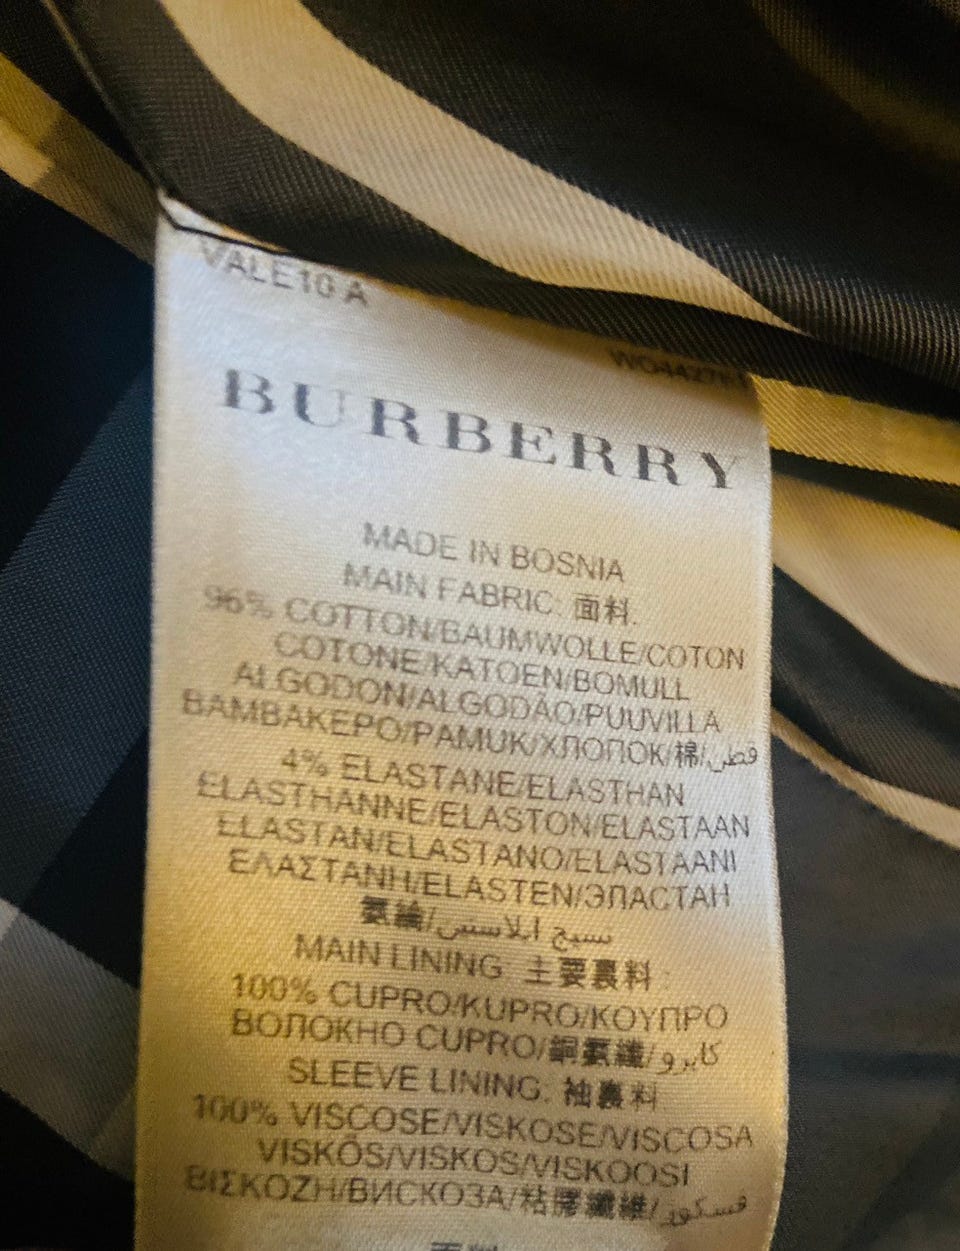 VALE10 A
BURBERRY
MADE IN BOSNIA
MAIN FABRIC: 面料.
96% COTTON/BAUMWOLLE/COTON
COTONE/KATOEN/BOMULL
ALGODON/ALGODAO/PUUVILLA
ΒΑΜΒΑΚΕΡΟ/PAMUK/ХЛОПОК/棉/قطن
4% ELASTANE/ELASTHAN
ELASTHANNE/ELASTON/ELASTAAN
ELASTAN/ELASTANO/ELASTAANI
ΕΛΑΣΤΑΝΗ/ELASTEN/ЭЛАСТАН
氨綸/نسيج ايلاستين
MAIN LINING: 主要裏料:
100% CUPRO/KUPRO/ΚΟΥΠΡΟ
ВОЛОКНО CUPRO/銅氨纖/كابرو
SLEEVE LINING: 袖裏料
100% VISCOSE/VISKOSE/VISCOSA
VISKÓS/VISKOS/VISKOOSI
ΒΙΣΚΟΖΗ/ВИСКОЗА/粘膠纖維/فسكوز